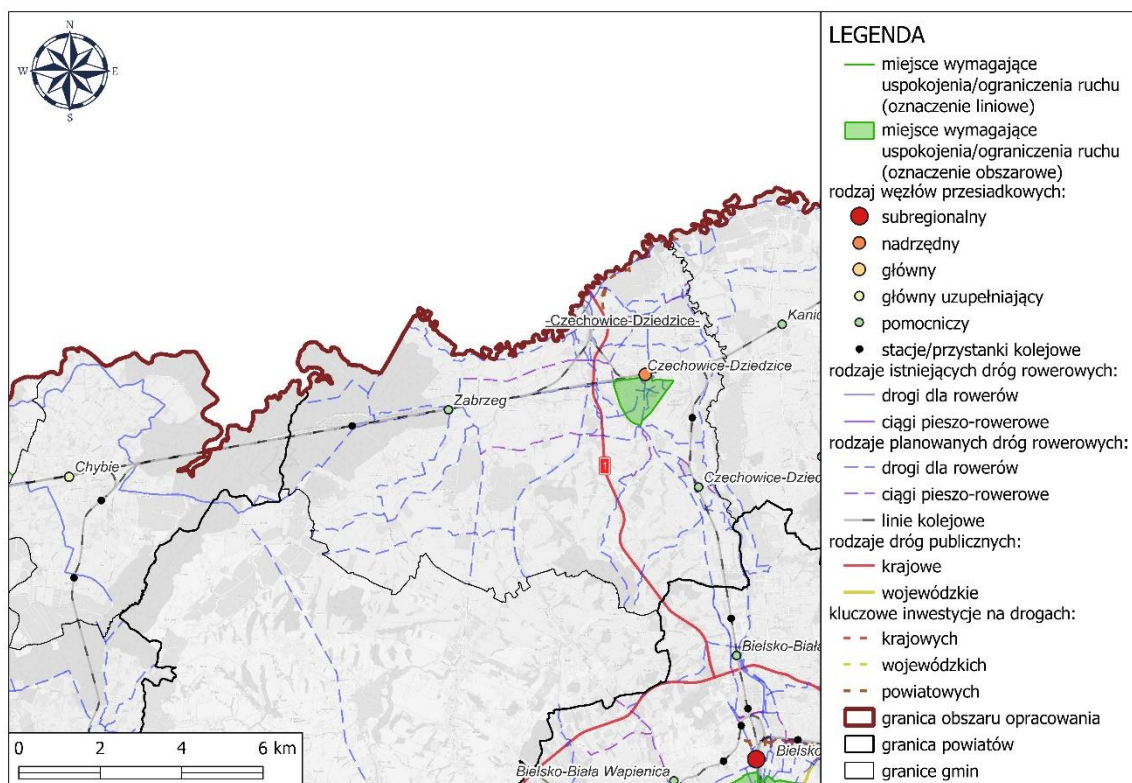 N
W
E
S
-Czechowice-Dziedzice-
Kanio
Czechowice-Dziedzice
Zabrzeg
Chybie
1
Czechowice-Dzied
Bielsko-Biała
Bielsko
Bielsko-Biała Wapienica
0 2 4 6 km
LEGENDA
miejsce wymagające
uspokojenia/ograniczenia ruchu
(oznaczenie liniowe)
miejsce wymagające
uspokojenia/ograniczenia ruchu
(oznaczenie obszarowe)
rodzaj węzłów przesiadkowych:
subregionalny
nadrzędny
główny
główny uzupełniający
pomocniczy
stacje/przystanki kolejowe
rodzaje istniejących dróg rowerowych:
drogi dla rowerów
ciągi pieszo-rowerowe
rodzaje planowanych dróg rowerowych:
drogi dla rowerów
ciągi pieszo-rowerowe
linie kolejowe
rodzaje dróg publicznych:
krajowe
wojewódzkie
kluczowe inwestycje na drogach:
krajowych
wojewódzkich
powiatowych
granica obszaru opracowania
granica powiatów
granice gmin